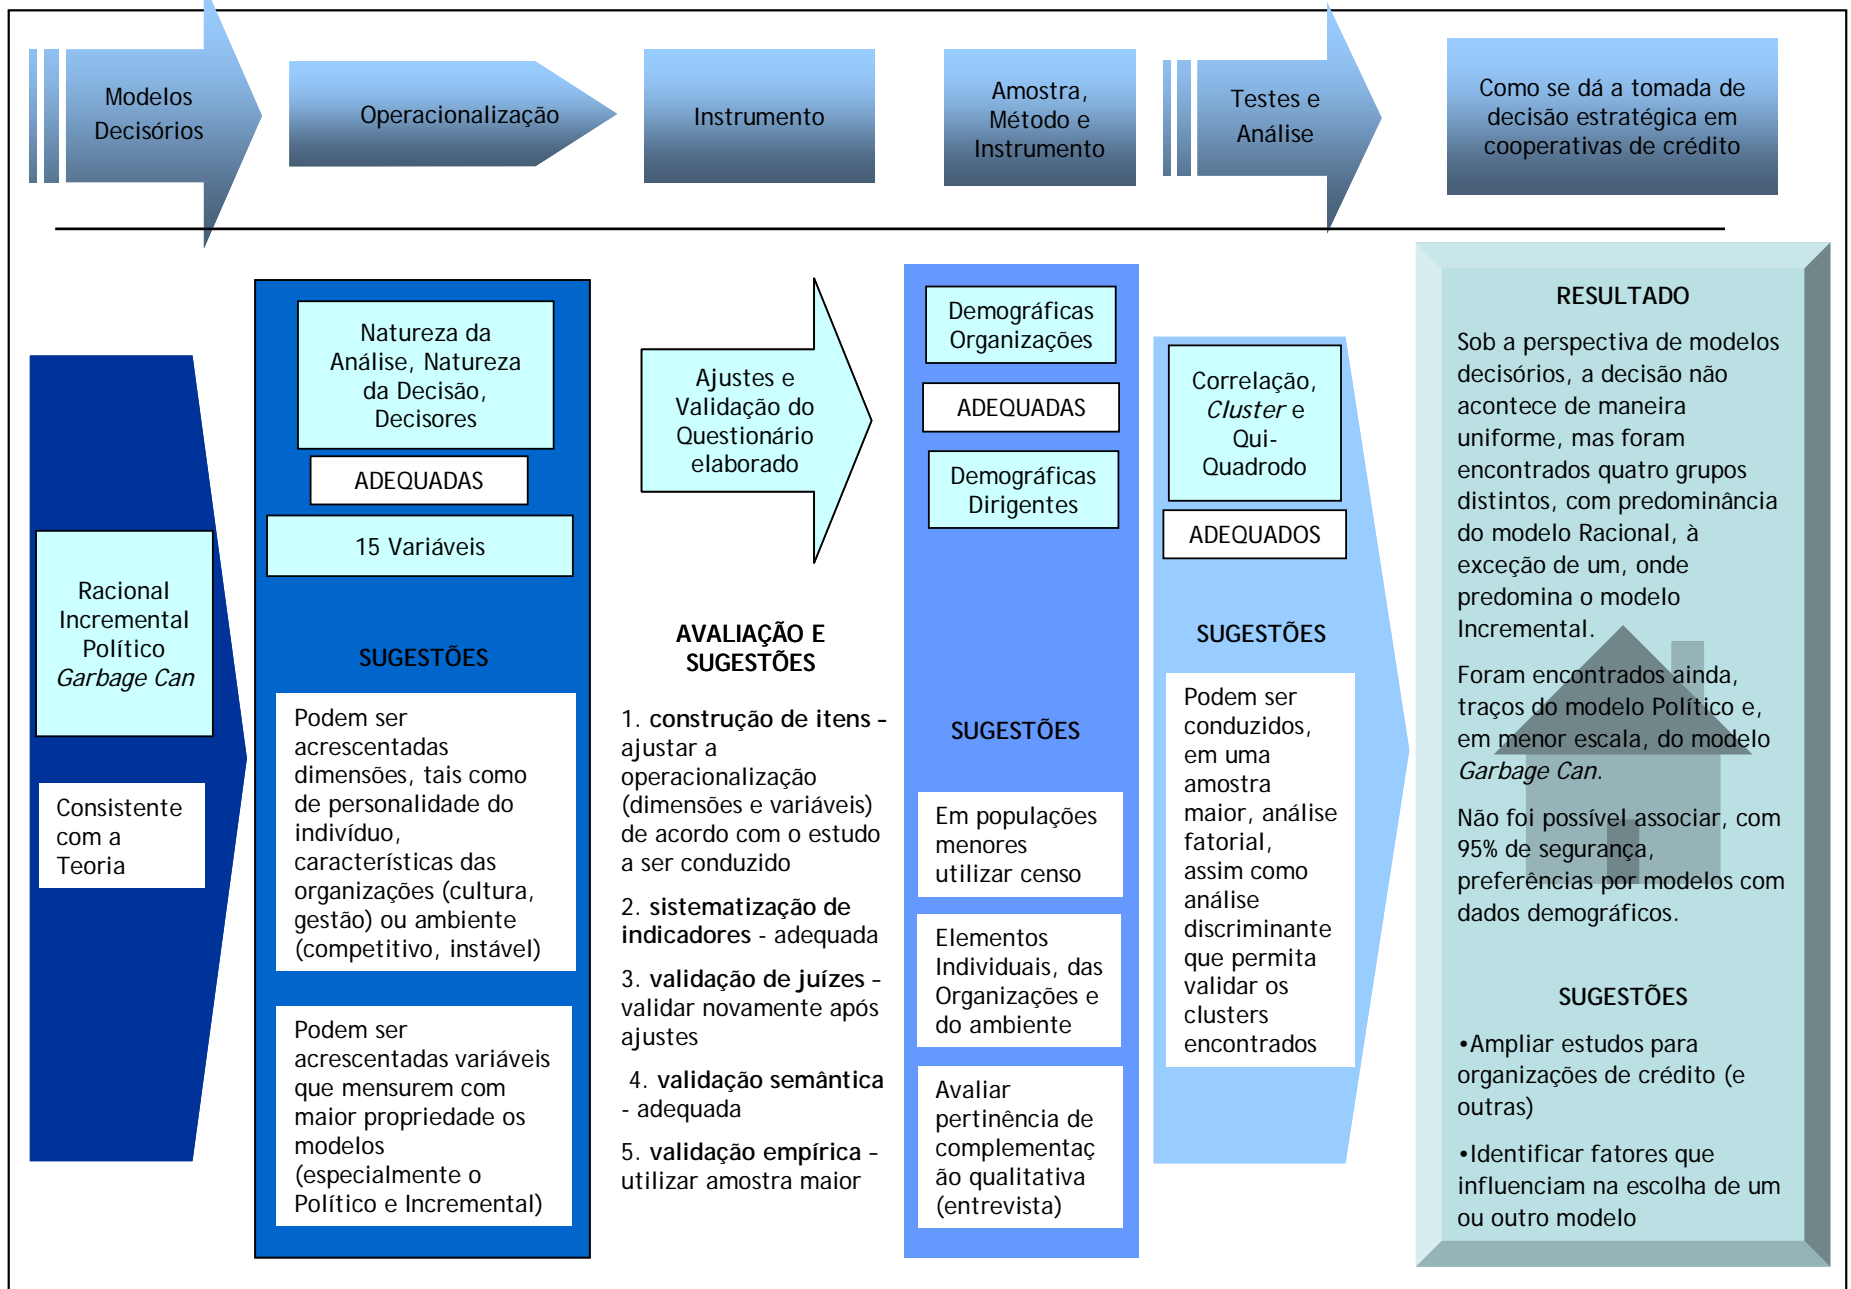 Modelos
Decisórios
Operacionalização
Instrumento
Amostra,
Método e
Instrumento
Testes e
Análise
Como se dá a tomada de
decisão estratégica em
cooperativas de crédito
Racional
Incremental
Político
Garbage Can
Consistente
com a
Teoria
Natureza da
Análise, Natureza
da Decisão,
Decisores
ADEQUADAS
15 Variáveis
SUGESTÕES
Podem ser
acrescentadas
dimensões, tais como
de personalidade do
indivíduo,
características das
organizações (cultura,
gestão) ou ambiente
(competitivo, instável)
Podem ser
acrescentadas variáveis
que mensurem com
maior propriedade os
modelos
(especialmente o
Político e Incremental)
Ajustes e
Validação do
Questionário
elaborado
AVALIAÇÃO E
SUGESTÕES
1. construção de itens –
ajustar a
operacionalização
(dimensões e variáveis)
de acordo com o estudo
a ser conduzido
2. sistematização de
indicadores - adequada
3. validação de juízes –
validar novamente após
ajustes
4. validação semântica
- adequada
5. validação empírica –
utilizar amostra maior
Demográficas
Organizações
ADEQUADAS
Demográficas
Dirigentes
SUGESTÕES
Em populações
menores
utilizar censo
Elementos
Individuais, das
Organizações e
do ambiente
Avaliar
pertinência de
complementaç
ão qualitativa
(entrevista)
Correlação,
Cluster e
Qui-
Quadrodo
ADEQUADOS
SUGESTÕES
Podem ser
conduzidos,
em uma
amostra
maior, análise
fatorial,
assim como
análise
discriminante
que permita
validar os
clusters
encontrados
RESULTADO
Sob a perspectiva de modelos
decisórios, a decisão não
acontece de maneira
uniforme, mas foram
encontrados quatro grupos
distintos, com predominância
do modelo Racional, à
exceção de um, onde
predomina o modelo
Incremental.
Foram encontrados ainda,
traços do modelo Político e,
em menor escala, do modelo
Garbage Can.
Não foi possível associar, com
95% de segurança,
preferências por modelos com
dados demográficos.
SUGESTÕES
•Ampliar estudos para
organizações de crédito (e
outras)
•Identificar fatores que
influenciam na escolha de um
ou outro modelo